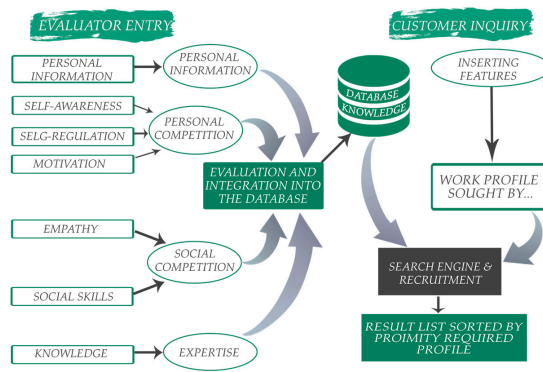 EVALUATOR ENTRY
CUSTOMER INQUIRY
PERSONAL
INFORMATION
PERSONAL
INFORMATION
SELF-AWARENESS
SELG-REGULATION
MOTIVATION
PERSONAL
COMPETITION
EMPATHY
SOCIAL SKILLS
SOCIAL
COMPETITION
KNOWLEDGE
EXPERTISE
EVALUATION AND
INTEGRATION INTO
THE DATABASE
DATABASE
KNOWLEDGE
INSERTING
FEATURES
WORK PROFILE
SOUGHT BY...
SEARCH ENGINE &
RECRUITMENT
RESULT LIST SORTED BY
PROIMITY REQUIRED
PROFILE